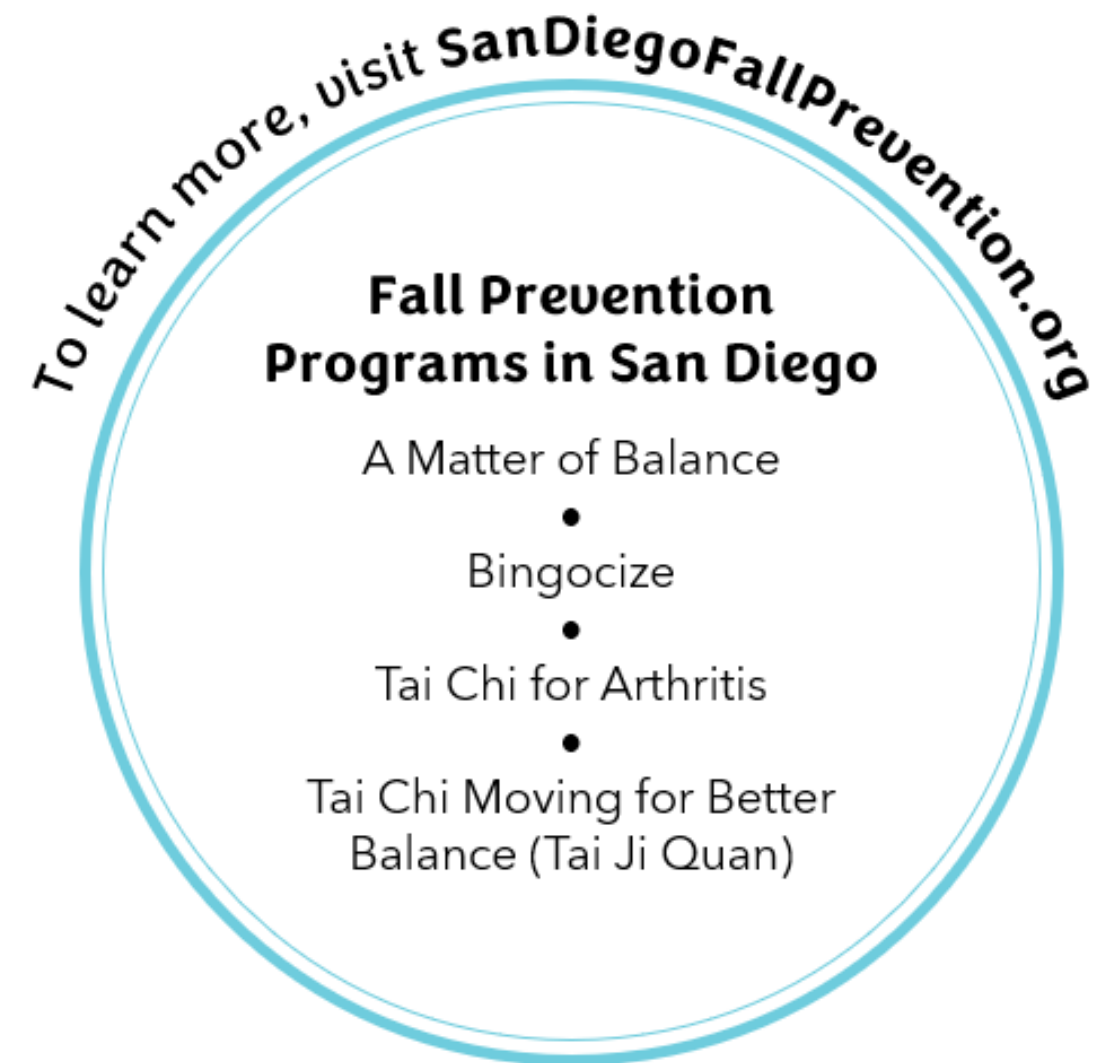 To learn more, visit SanDiegoFallPrevention.org
Fall Prevention
Programs in San Diego
A Matter of Balance
•
Bingocize
•
Tai Chi for Arthritis
•
Tai Chi Moving for Better
Balance (Tai Ji Quan)